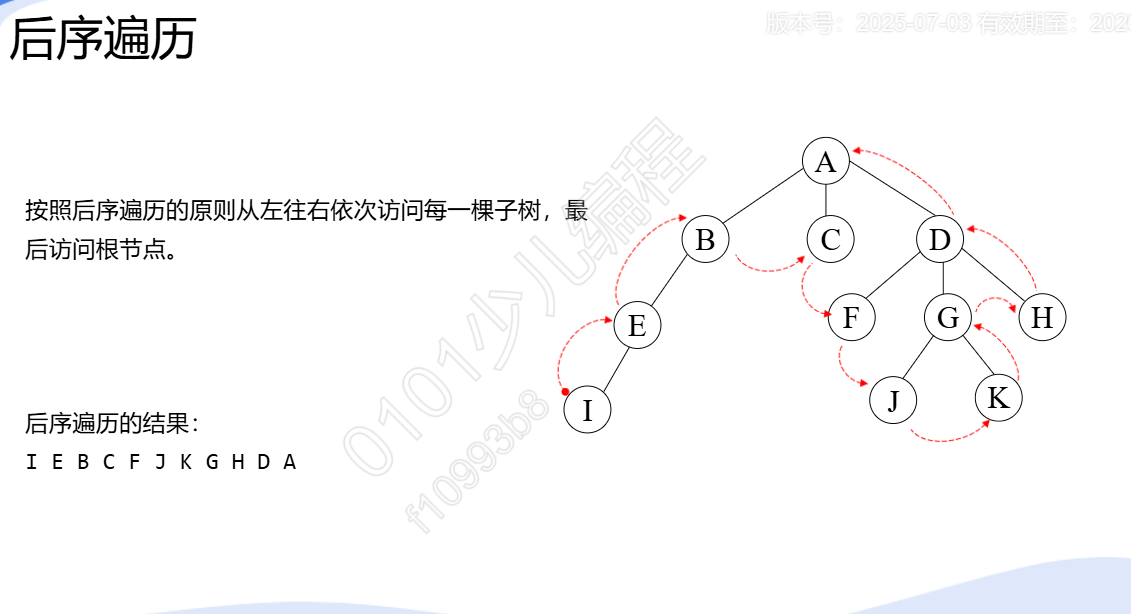 后序遍历
版本号：2025-07-03 有效期至：202
按照后序遍历的原则从左往右依次访问每一棵子树，最
后访问根节点。
后序遍历的结果：
I E B C F J K G H D A
A
B C D
E F G H
I J K
0101少儿编程
f10993b8